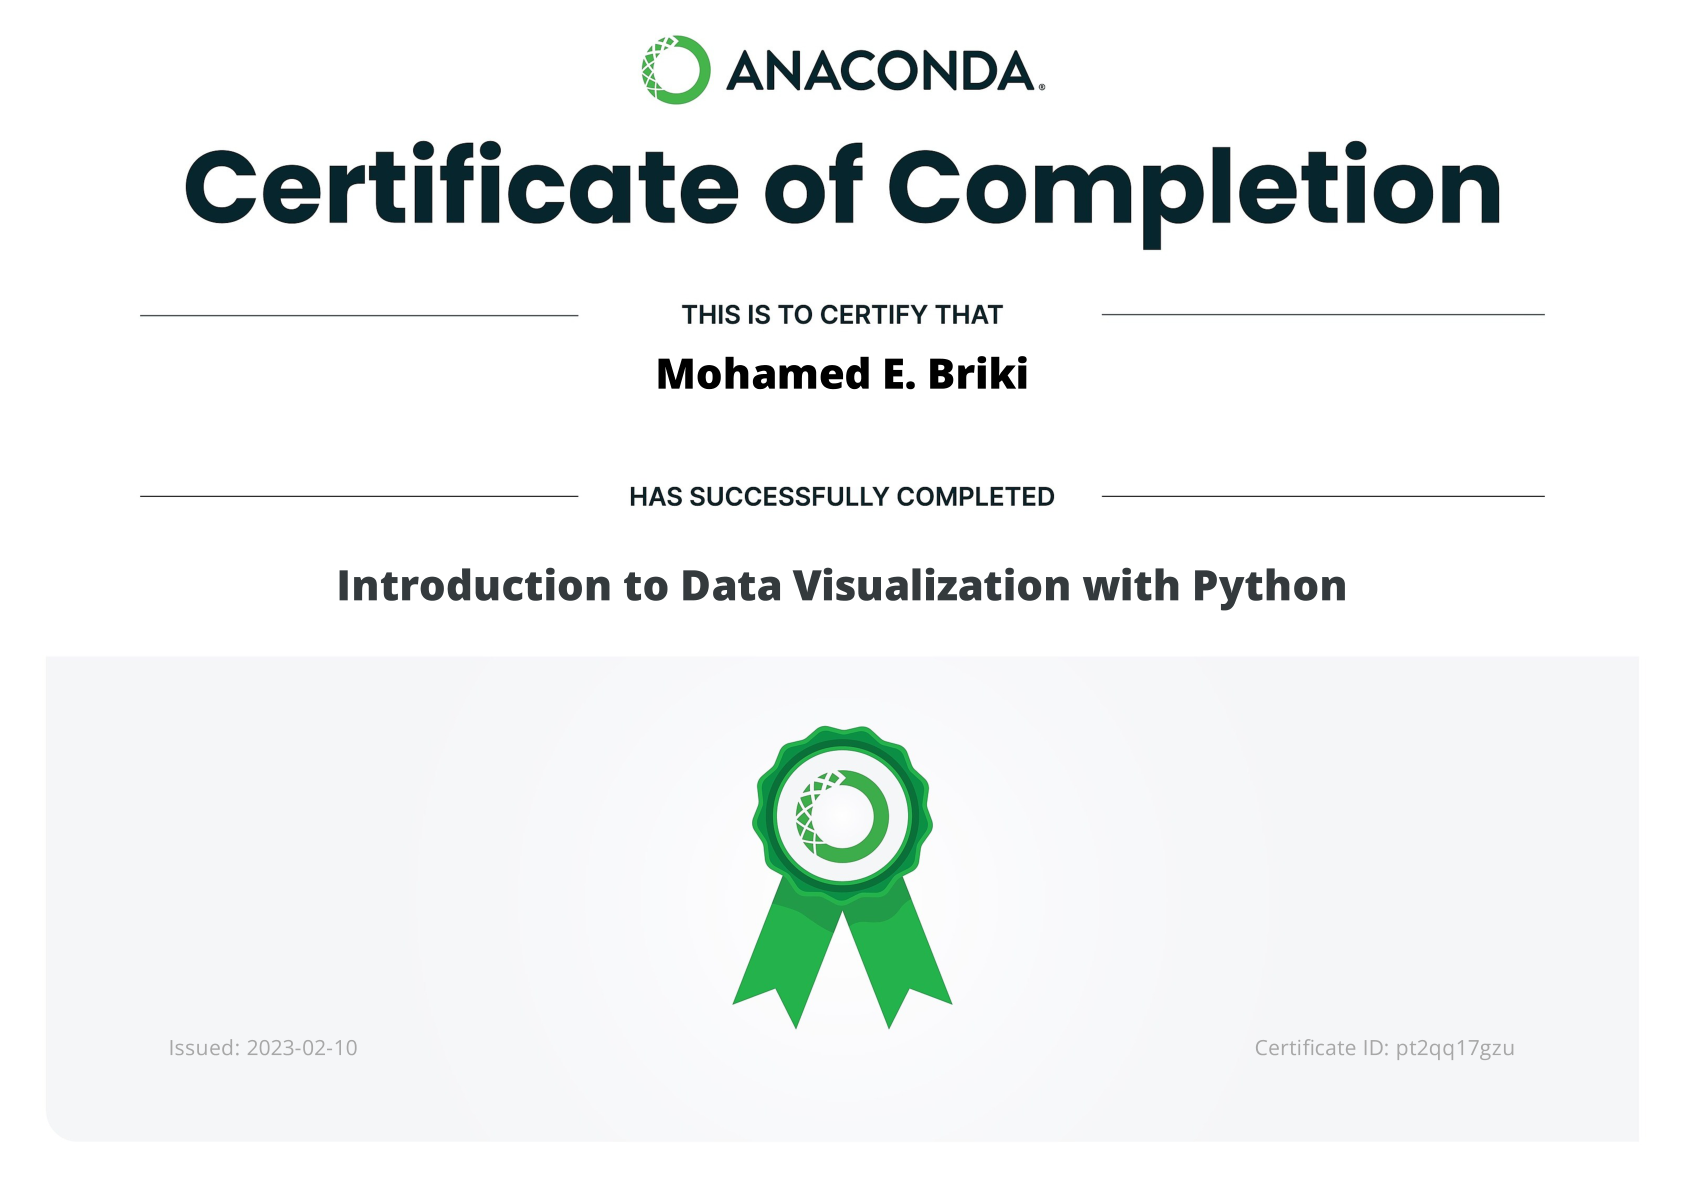 ANACONDA®
Certificate of Completion
THIS IS TO CERTIFY THAT
Mohamed E. Briki
HAS SUCCESSFULLY COMPLETED
Introduction to Data Visualization with Python
Issued: 2023-02-10
Certificate ID: pt2qq17gzu